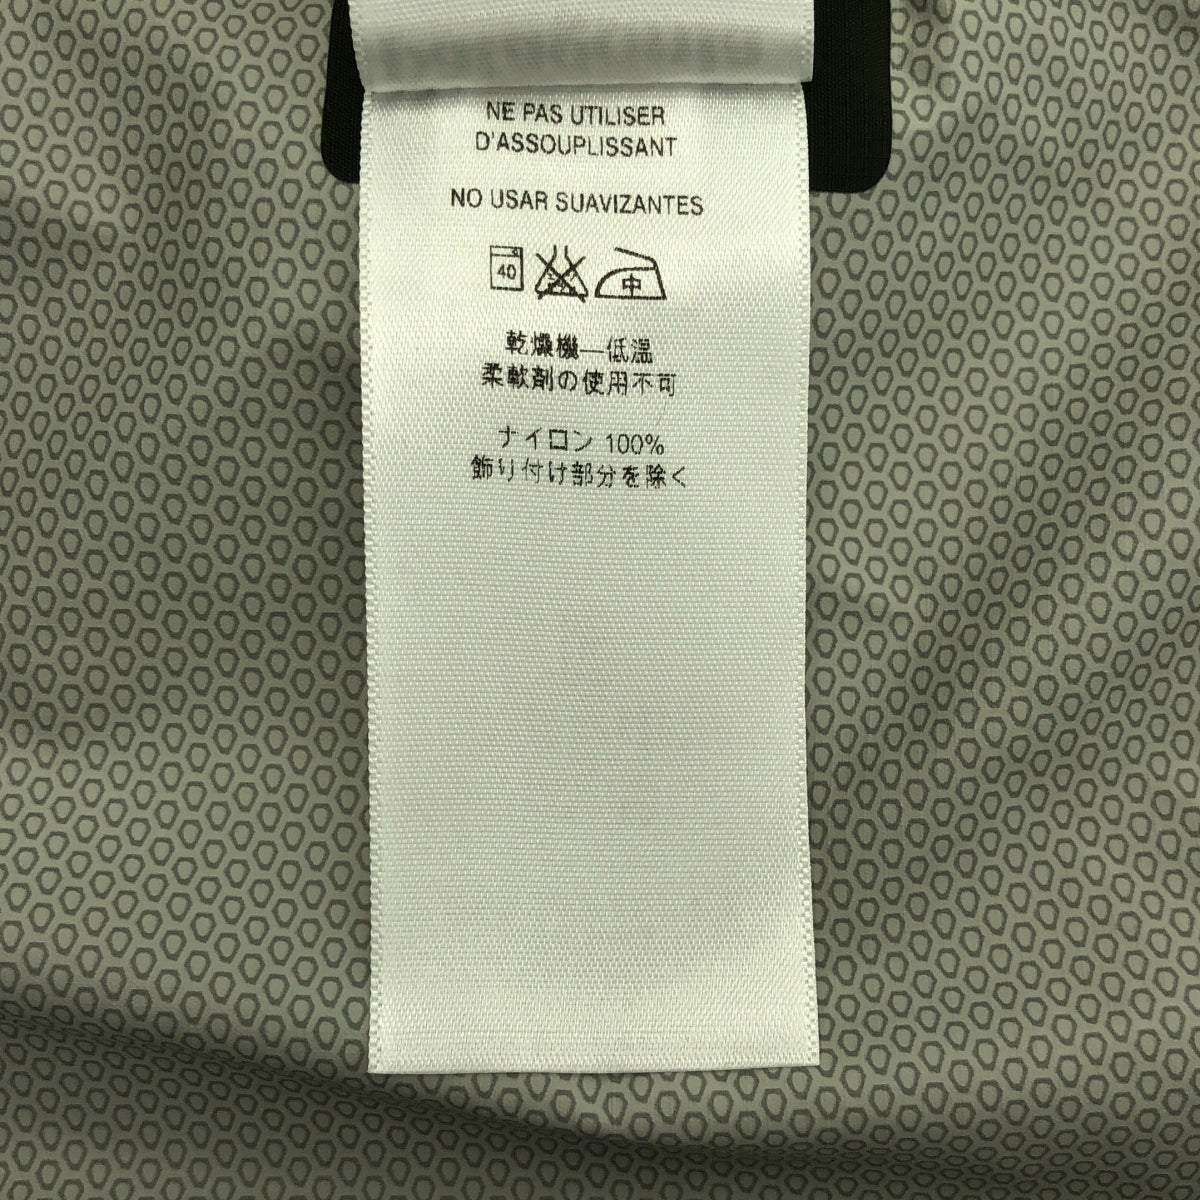 NE PAS UTILISER
D'ASSOUPLISSANT
NO USAR SUAVIZANTES
40 中
乾燥機—低温
柔軟剤の使用不可
ナイロン 100%
飾り付け部分を除く